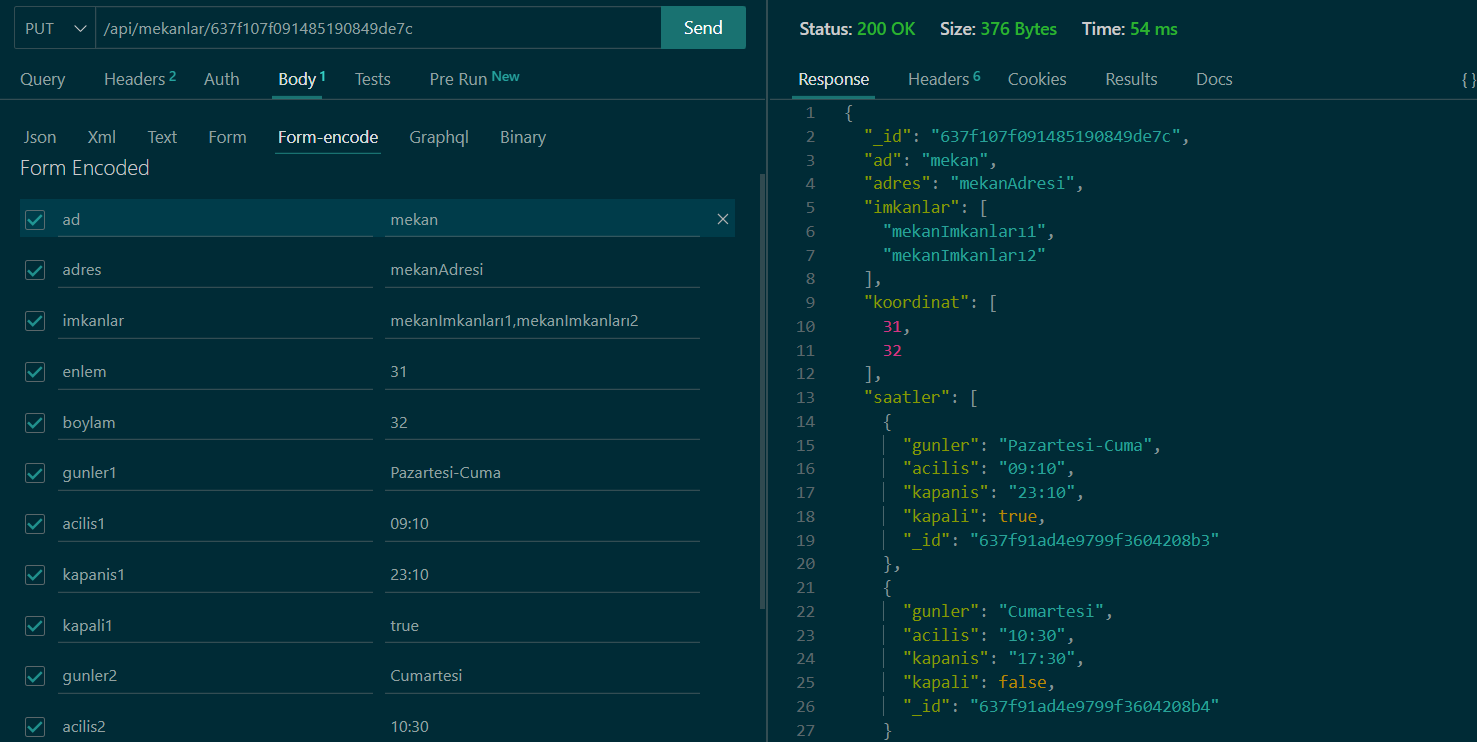 PUT /api/mekanlar/637f107f091485190849de7c Send
Query Headers 2 Auth Body 1 Tests Pre Run New
Json Xml Text Form Form-encode Graphql Binary
Form Encoded
ad mekan
adres mekanAdresi
imkanlar mekanImkanları1,mekanImkanları2
enlem 31
boylam 32
gunler1 Pazartesi-Cuma
acilis1 09:10
kapanis1 23:10
kapali1 true
gunler2 Cumartesi
acilis2 10:30
Status: 200 OK Size: 376 Bytes Time: 54 ms
Response Headers 6 Cookies Results Docs {}
1 {
2 "_id": "637f107f091485190849de7c",
3 "ad": "mekan",
4 "adres": "mekanAdresi",
5 "imkanlar": [
6 "mekanImkanları1",
7 "mekanImkanları2"
8 ],
9 "koordinat": [
10 31,
11 32
12 ],
13 "saatler": [
14 {
15 "gunler": "Pazartesi-Cuma",
16 "acilis": "09:10",
17 "kapanis": "23:10",
18 "kapali": true,
19 "_id": "637f91ad4e9799f3604208b3"
20 },
21 {
22 "gunler": "Cumartesi",
23 "acilis": "10:30",
24 "kapanis": "17:30",
25 "kapali": false,
26 "_id": "637f91ad4e9799f3604208b4"
27 }